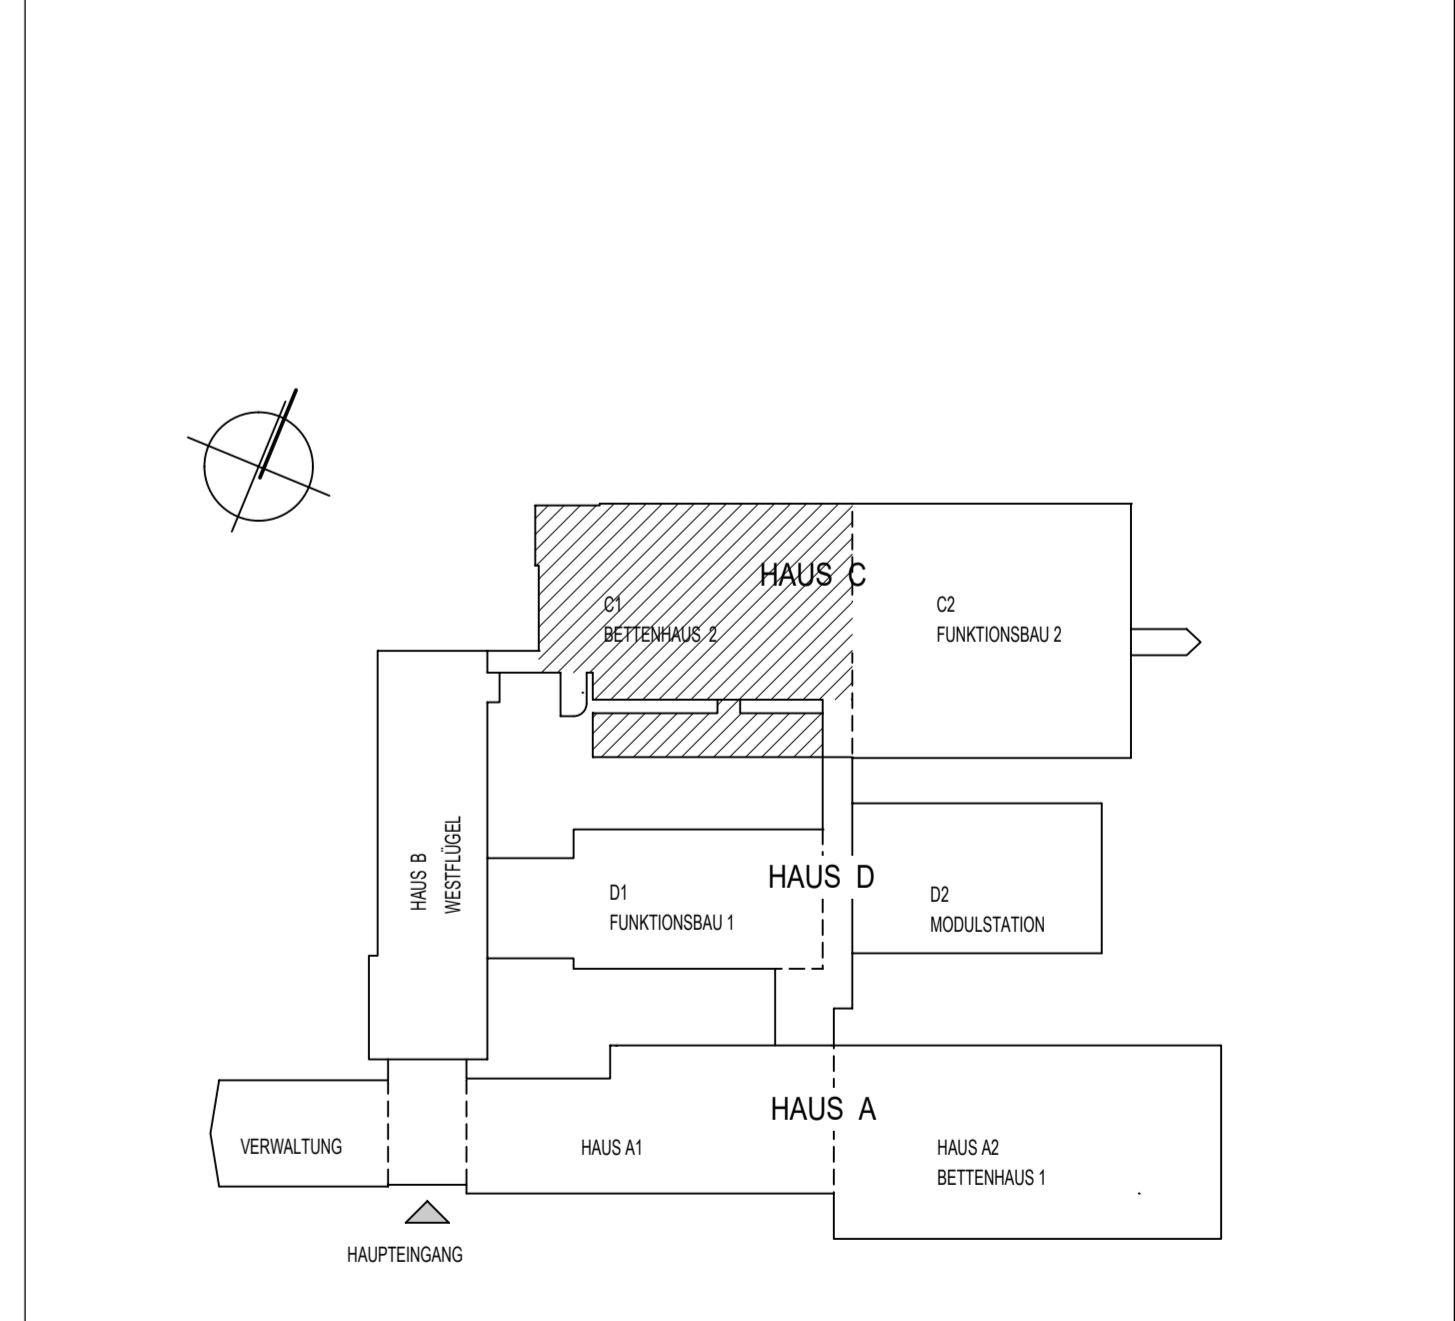 HAUS C
C1
BETTENHAUS 2
C2
FUNKTIONSBAU 2
HAUS B
WESTFLÜGEL
HAUS D
D1
FUNKTIONSBAU 1
D2
MODULSTATION
HAUS A
VERWALTUNG
HAUS A1
HAUS A2
BETTENHAUS 1
HAUPTEINGANG